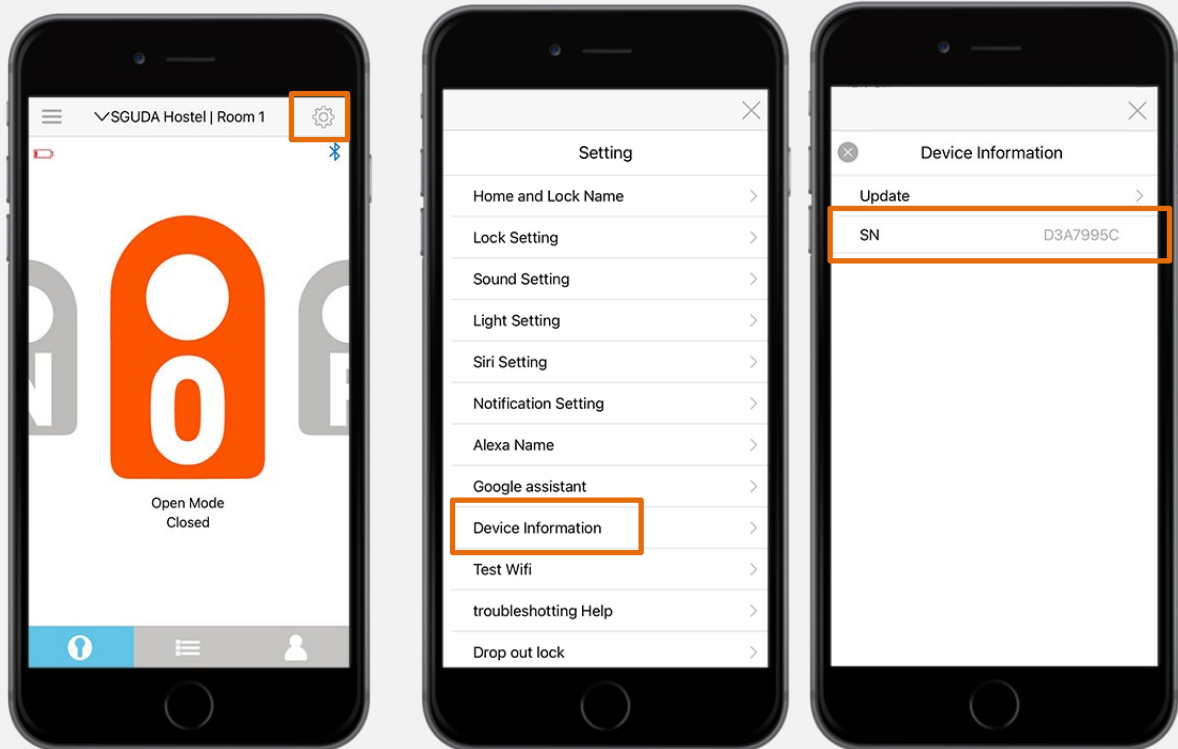 SGUDA Hostel | Room 1
N
O
Open Mode
Closed
Setting
Home and Lock Name
Lock Setting
Sound Setting
Light Setting
Siri Setting
Notification Setting
Alexa Name
Google assistant
Device Information
Test Wifi
troubleshotting Help
Drop out lock
Device Information
Update
SN D3A7995C